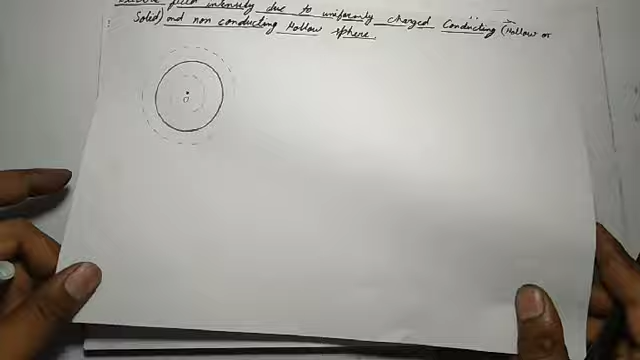 Electric field intensity due to uniformly charged Conducting (Hollow or
Solid) and non conducting Hollow sphere.
O